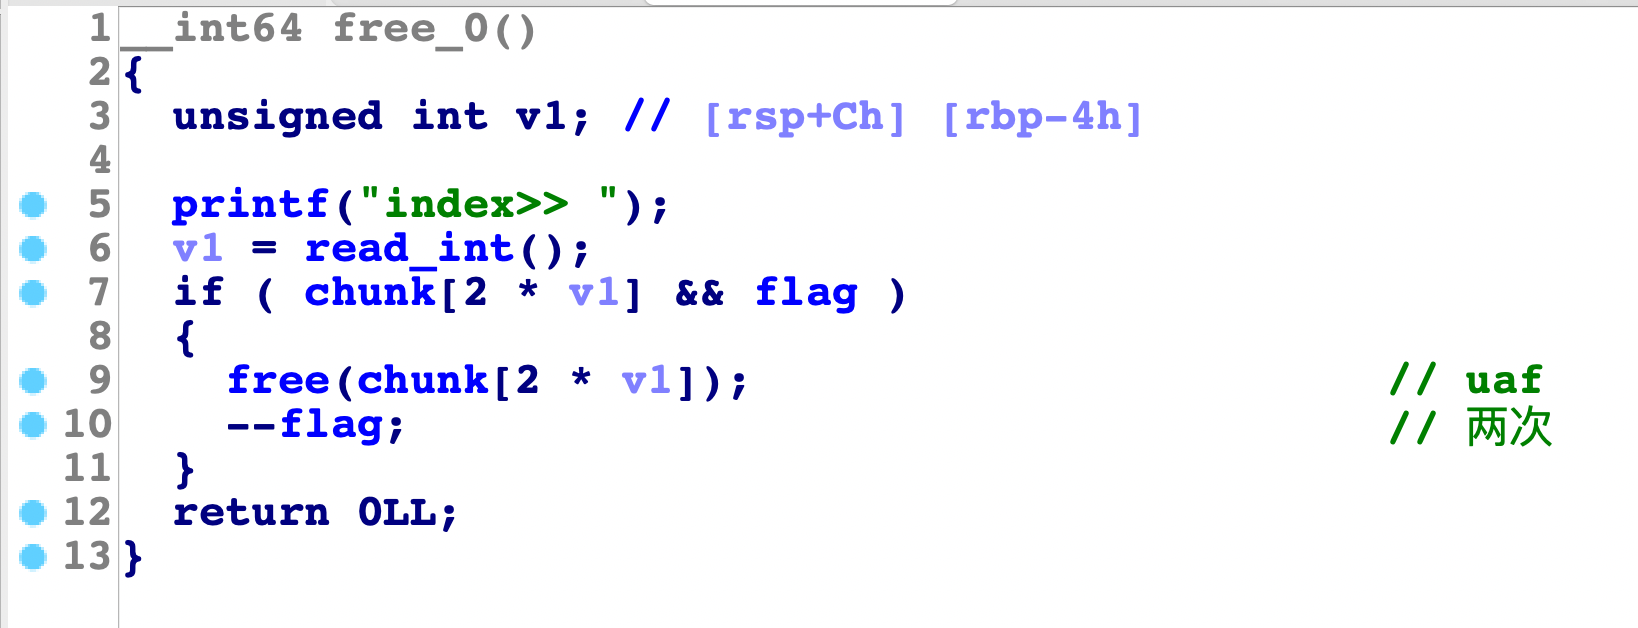 1 __int64 free_0()
2 {
3 unsigned int v1; // [rsp+Ch] [rbp-4h]
4
5 printf("index>> ");
6 v1 = read_int();
7 if ( chunk[2 * v1] && flag )
8 {
9 free(chunk[2 * v1]); // uaf
10 --flag; // 两次
11 }
12 return 0LL;
13 }